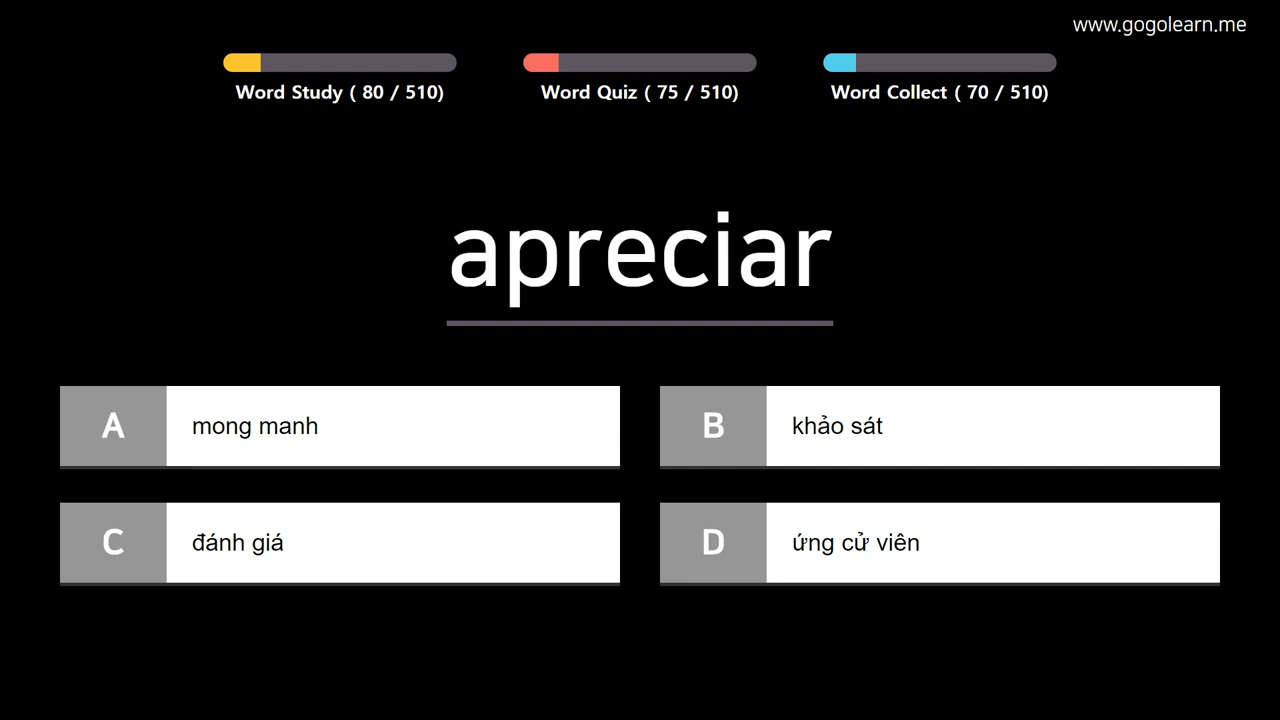 www.gogolearn.me
Word Study ( 80 / 510)
Word Quiz ( 75 / 510)
Word Collect ( 70 / 510)
apreciar
A mong manh
B khảo sát
C đánh giá
D ứng cử viên